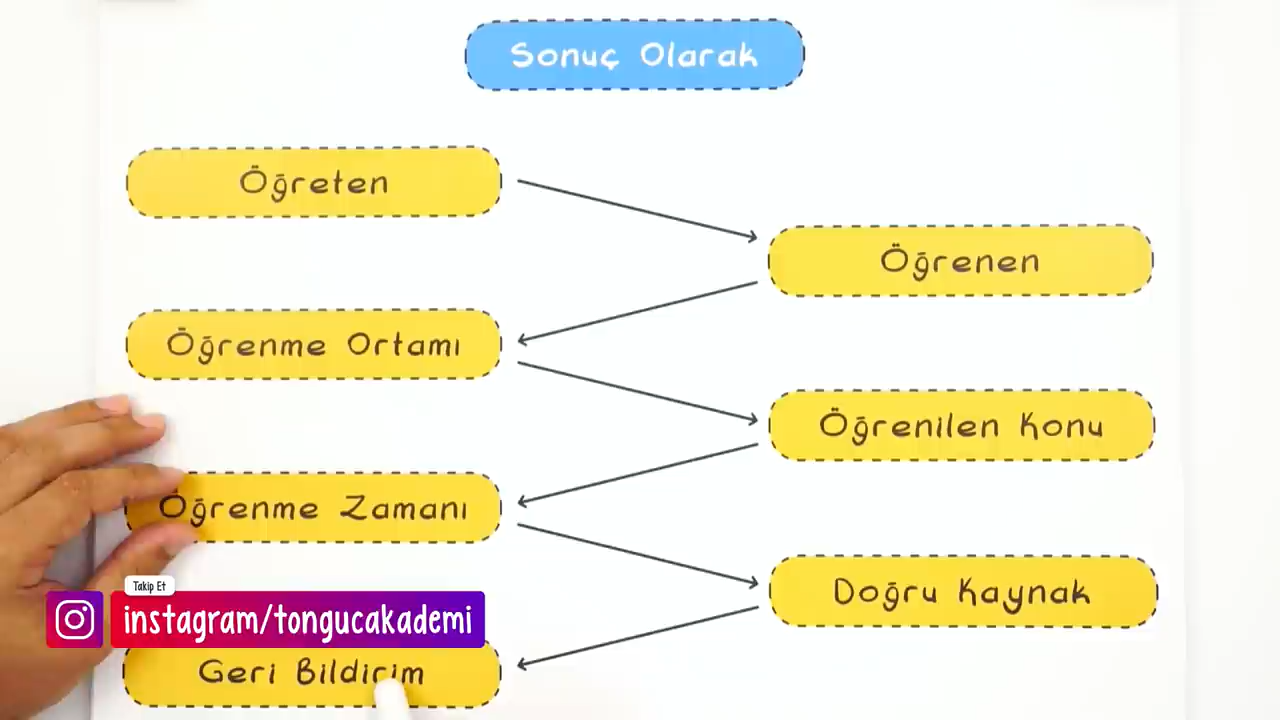 Sonuç Olarak
Öğreten
Öğrenen
Öğrenme Ortamı
Öğrenilen Konu
Öğrenme Zamanı
Doğru Kaynak
Takip Et
instagram/tongucakademi
Geri Bildirim